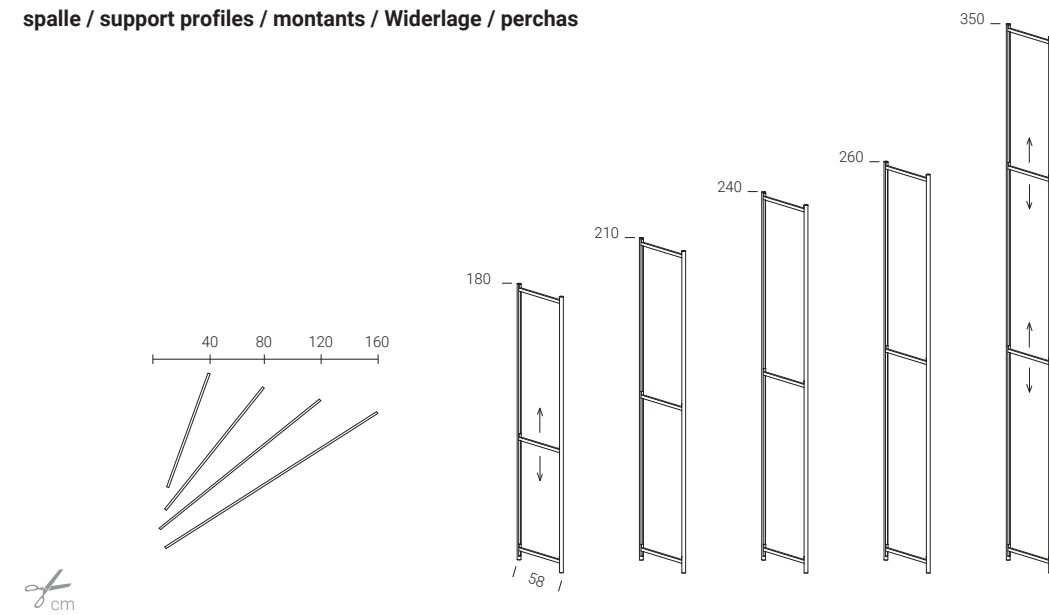 spalle / support profiles / montants / Widerlage / perchas
350
260
240
210
180
40 80 120 160
58
cm